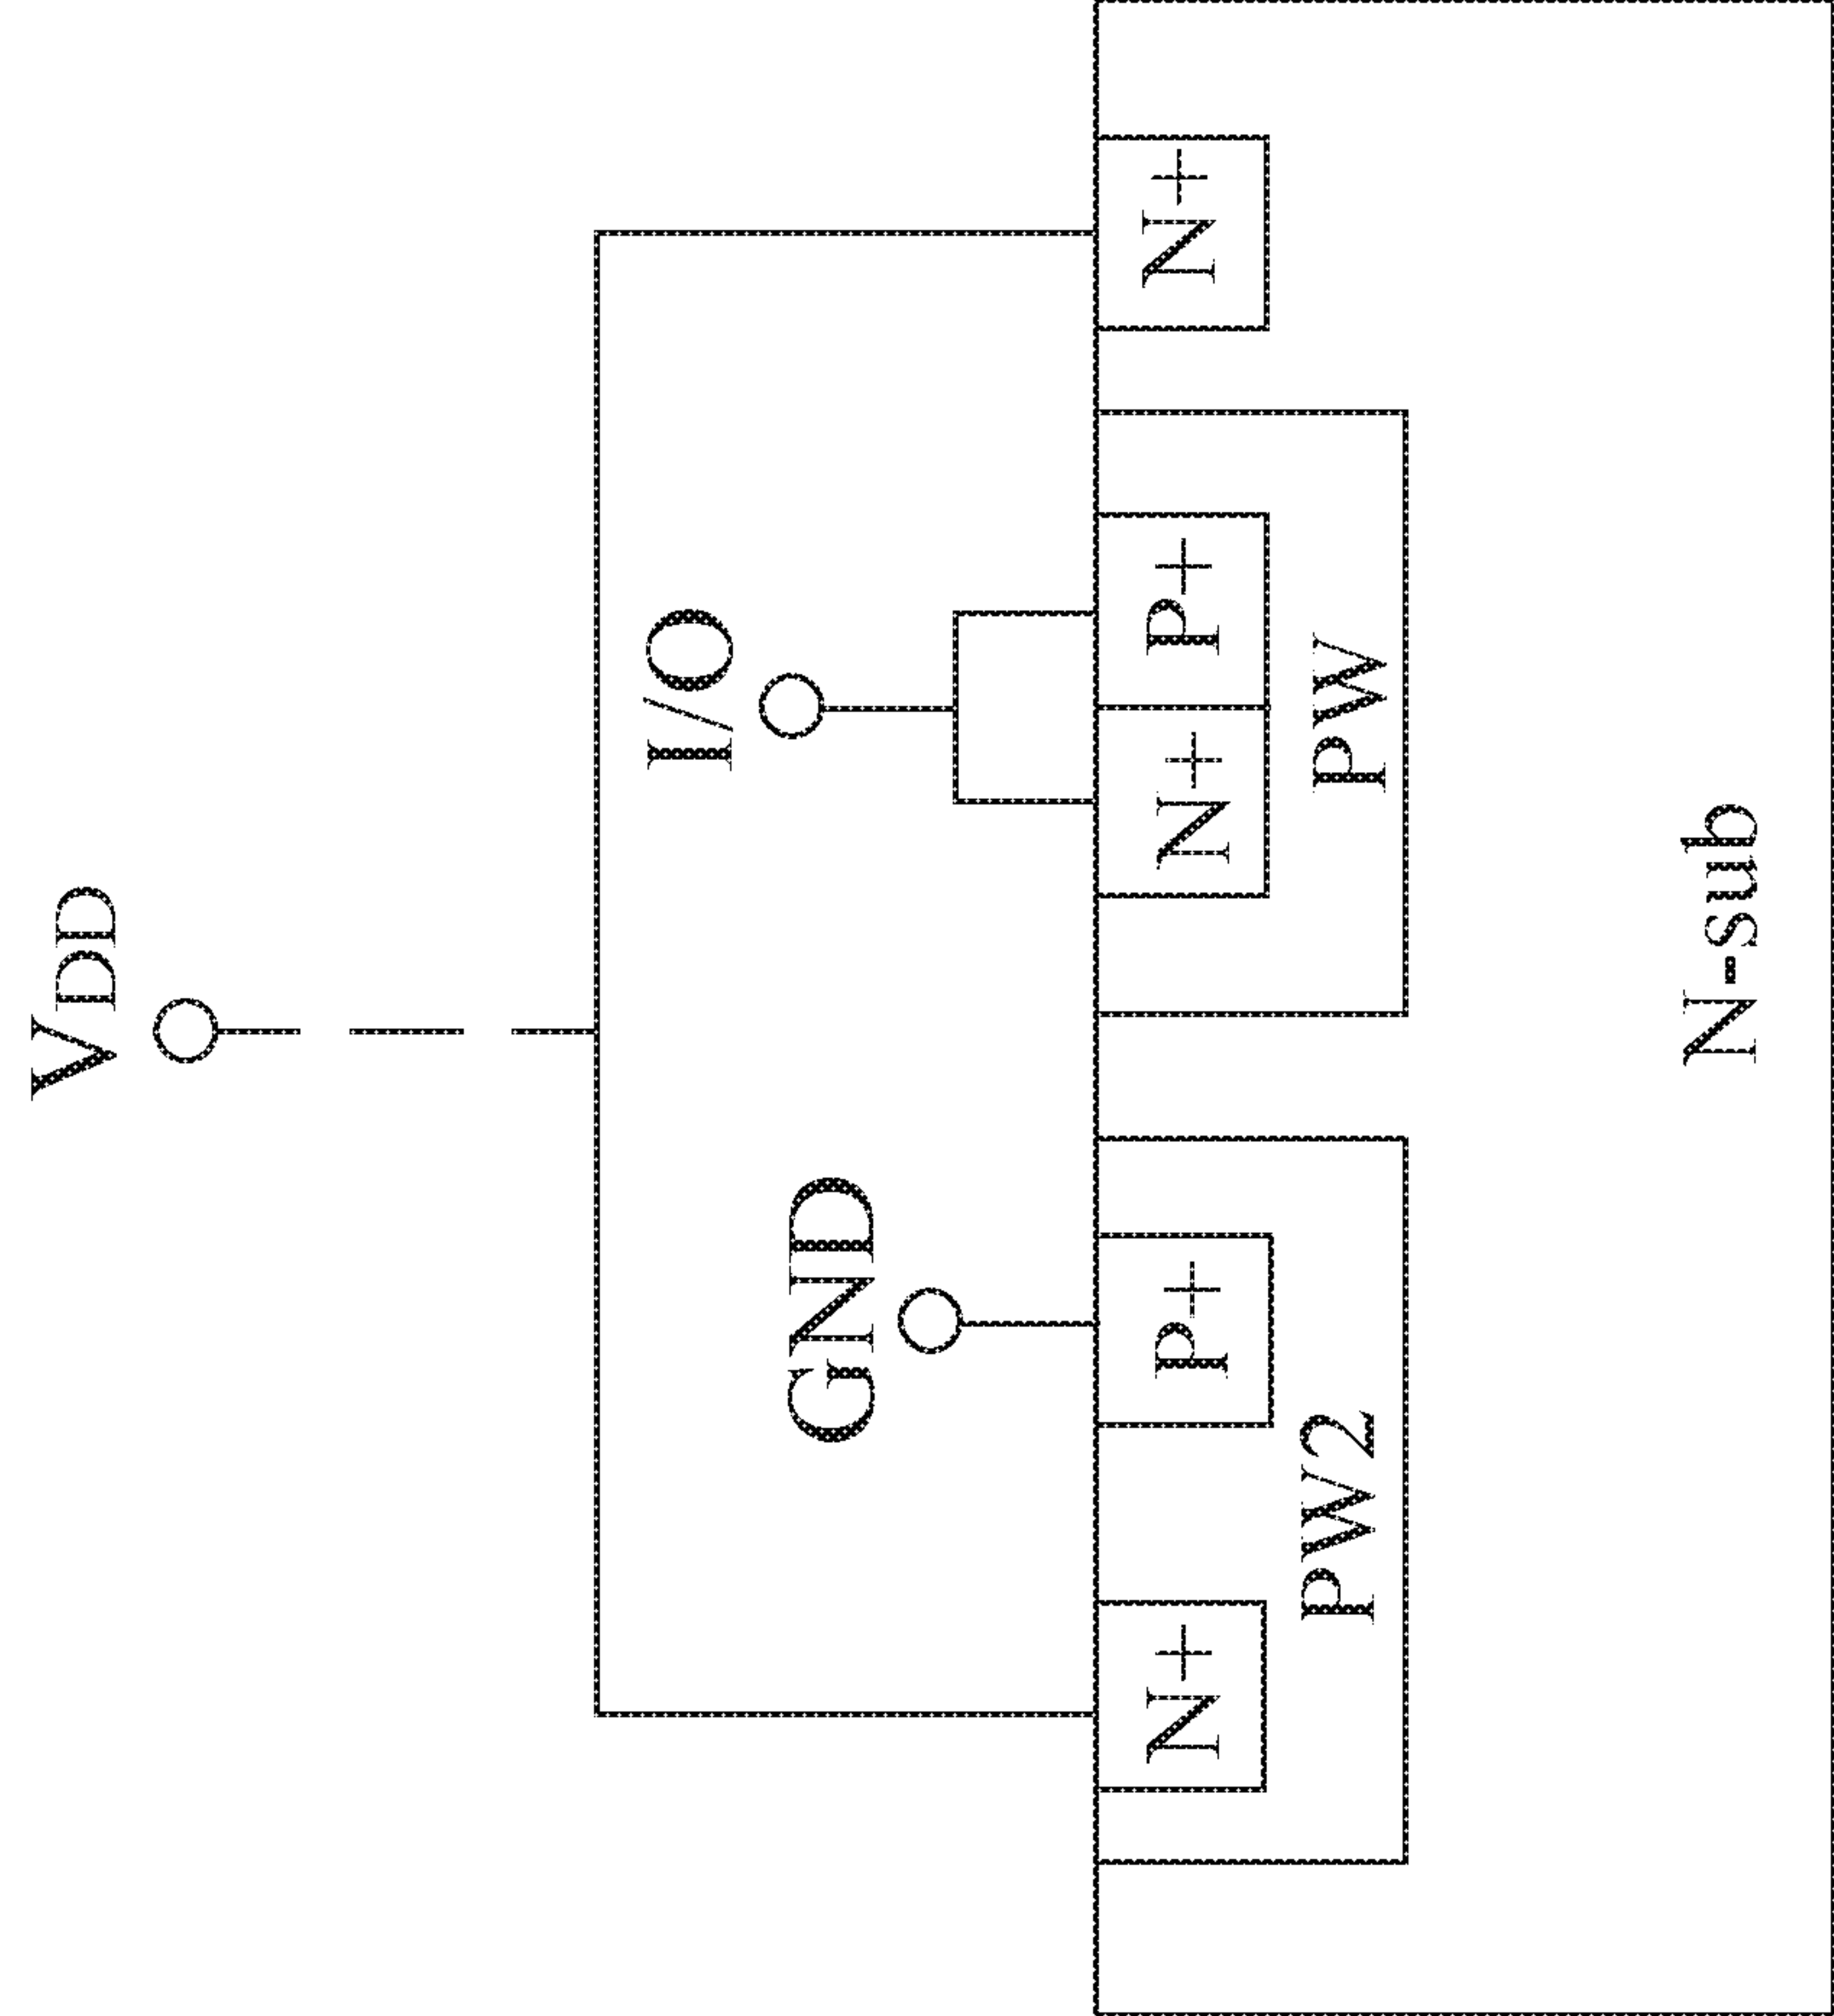 VDD
I/O
GND
N+ P+ N+ P+ N+
PW2 PW
N-sub